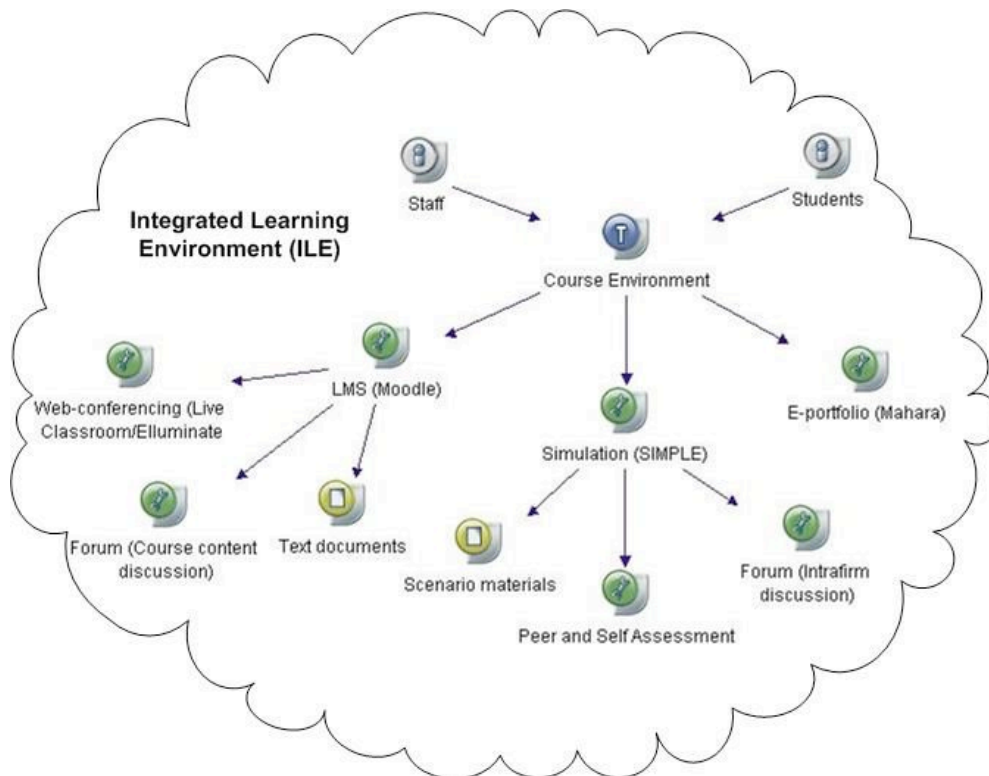 Staff
Students
Integrated Learning
Environment (ILE)
T
Course Environment
LMS (Moodle)
Web-conferencing (Live
Classroom/Elluminate
E-portfolio (Mahara)
Simulation (SIMPLE)
Forum (Course content
discussion)
Text documents
Scenario materials
Forum (Intrafirm
discussion)
Peer and Self Assessment